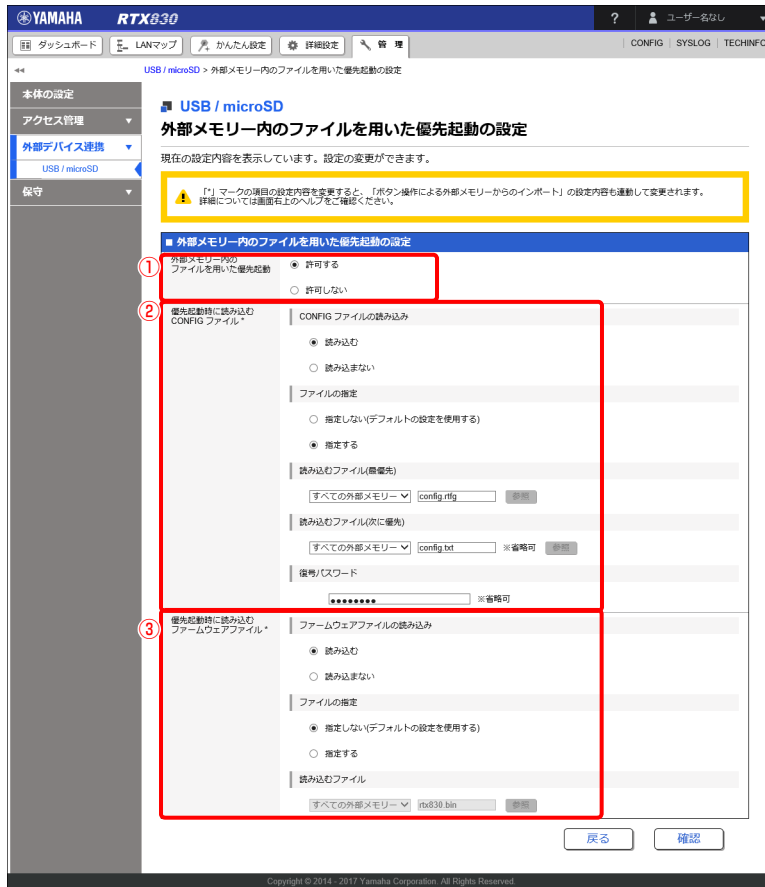 YAMAHA RTX830 ? ユーザー名なし
ダッシュボード LANマップ かんたん設定 詳細設定 管 理 CONFIG SYSLOG TECHINFO
USB / microSD > 外部メモリー内のファイルを用いた優先起動の設定
本体の設定
アクセス管理
外部デバイス連携
USB / microSD
保守
USB / microSD
外部メモリー内のファイルを用いた優先起動の設定
現在の設定内容を表示しています。設定の変更ができます。
「*」マークの項目の設定内容を変更すると、「ボタン操作による外部メモリーからのインポート」の設定内容も連動して変更されます。
詳細については画面右上のヘルプをご確認ください。
■ 外部メモリー内のファイルを用いた優先起動の設定
①
外部メモリー内の
ファイルを用いた優先起動
許可する
許可しない
②
優先起動時に読み込む
CONFIG ファイル *
CONFIG ファイルの読み込み
読み込む
読み込まない
ファイルの指定
指定しない(デフォルトの設定を使用する)
指定する
読み込むファイル(最優先)
すべての外部メモリー config.rtfg 参照
読み込むファイル(次に優先)
すべての外部メモリー config.txt ※省略可 参照
復号パスワード
●●●●●●●● ※省略可
③
優先起動時に読み込む
ファームウェアファイル *
ファームウェアファイルの読み込み
読み込む
読み込まない
ファイルの指定
指定しない(デフォルトの設定を使用する)
指定する
読み込むファイル
すべての外部メモリー rtx830.bin 参照
戻る 確認
Copyright © 2014 - 2017 Yamaha Corporation. All Rights Reserved.